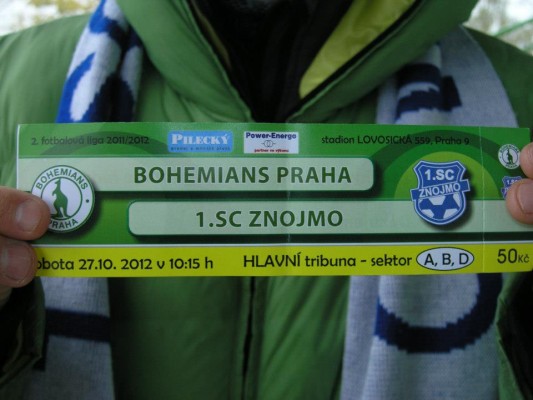 2. fotbalová liga 2011/2012
PILECKÝ
Power-Energo
stadion LOVOSICKÁ 559, Praha 9
BOHEMIANS PRAHA
1.SC ZNOJMO
BOHEMIANS
PRAHA
1.SC
ZNOJMO
obota 27.10. 2012 v 10:15 h
HLAVNÍ tribuna - sektor A, B, D
50Kč